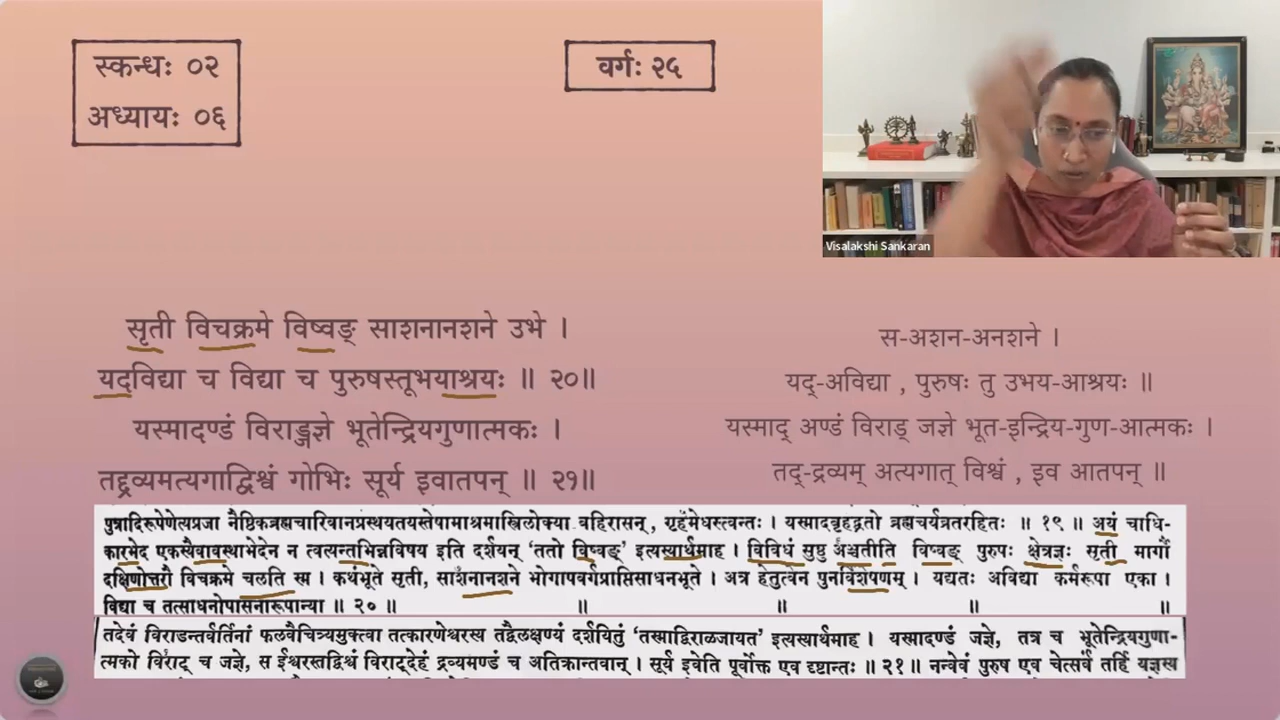 स्कन्धः ०२
अध्यायः ०६
वर्गः २५
Visalakshi Sankaran
सृती विचक्रमे विष्वङ् साशनानशने उभे ।
यदविद्या च विद्या च पुरुषस्तूभयाश्रयः ॥ २०॥
यस्मादण्डं विराड्जज्ञे भूतेन्द्रियगुणात्मकः ।
तद्द्रव्यमत्यगाद्विश्वं गोभिः सूर्य इवातपन् ॥ २१॥
स-अशन-अनशने ।
यद्-अविद्या , पुरुषः तु उभय-आश्रयः ॥
यस्माद् अण्डं विराड् जज्ञे भूत-इन्द्रिय-गुण-आत्मकः ।
तद्-द्रव्यम् अत्यगात् विश्वं , इव आतपन् ॥
पुत्रादिरूपेणेत्यप्रजा नैष्ठिकब्रह्मचारिवानप्रस्थयतयस्तेषामाश्रमास्त्रिलोक्या बहिरासन् , गृहमेधस्त्वन्तः । यस्मादबृहद्व्रतो ब्रह्मचर्यव्रतरहितः ॥ १९ ॥ अयं चाधि-
कारभेद एकस्यैवावस्थाभेदेन न त्वत्यन्तभिन्नविषय इति दर्शयन् ‘ततो विष्वङ्’ इत्यस्यार्थमाह । विविधं सुष्ठु अञ्चतीति विष्वङ् पुरुषः क्षेत्रज्ञः सृती मार्गौ
दक्षिणोत्तरौ विचक्रमे चलति स्म । कथंभूते सृती, साशनानशने भोगापवर्गप्राप्तिसाधनभूते । अत्र हेतुत्वेन पुनर्विशेषणम् । यद्यतः अविद्या कर्मरूपा एका ।
विद्या च तत्साधनोपासनारूपान्या ॥ २० ॥ ॥ ॥ ॥ ॥
तदेवं विराडन्तर्वर्तिनां फलवैचित्र्यमुक्त्वा तत्कारणेश्वरस्य तद्वैलक्षण्यं दर्शयितुं ‘तस्माद्विराळजायत’ इत्यस्यार्थमाह । यस्मादण्डं जज्ञे, तत्र च भूतेन्द्रियगुणा-
त्मको विराट् च जज्ञे, स ईश्वरस्तद्विश्वं विराट्देहं द्रव्यमण्डं च अतिक्रान्तवान् । सूर्य इवेति पूर्वोक्त एव दृष्टान्तः ॥ २१ ॥ नन्वेवं पुरुष एव चेत्सर्वं तर्हि यज्ञस्य